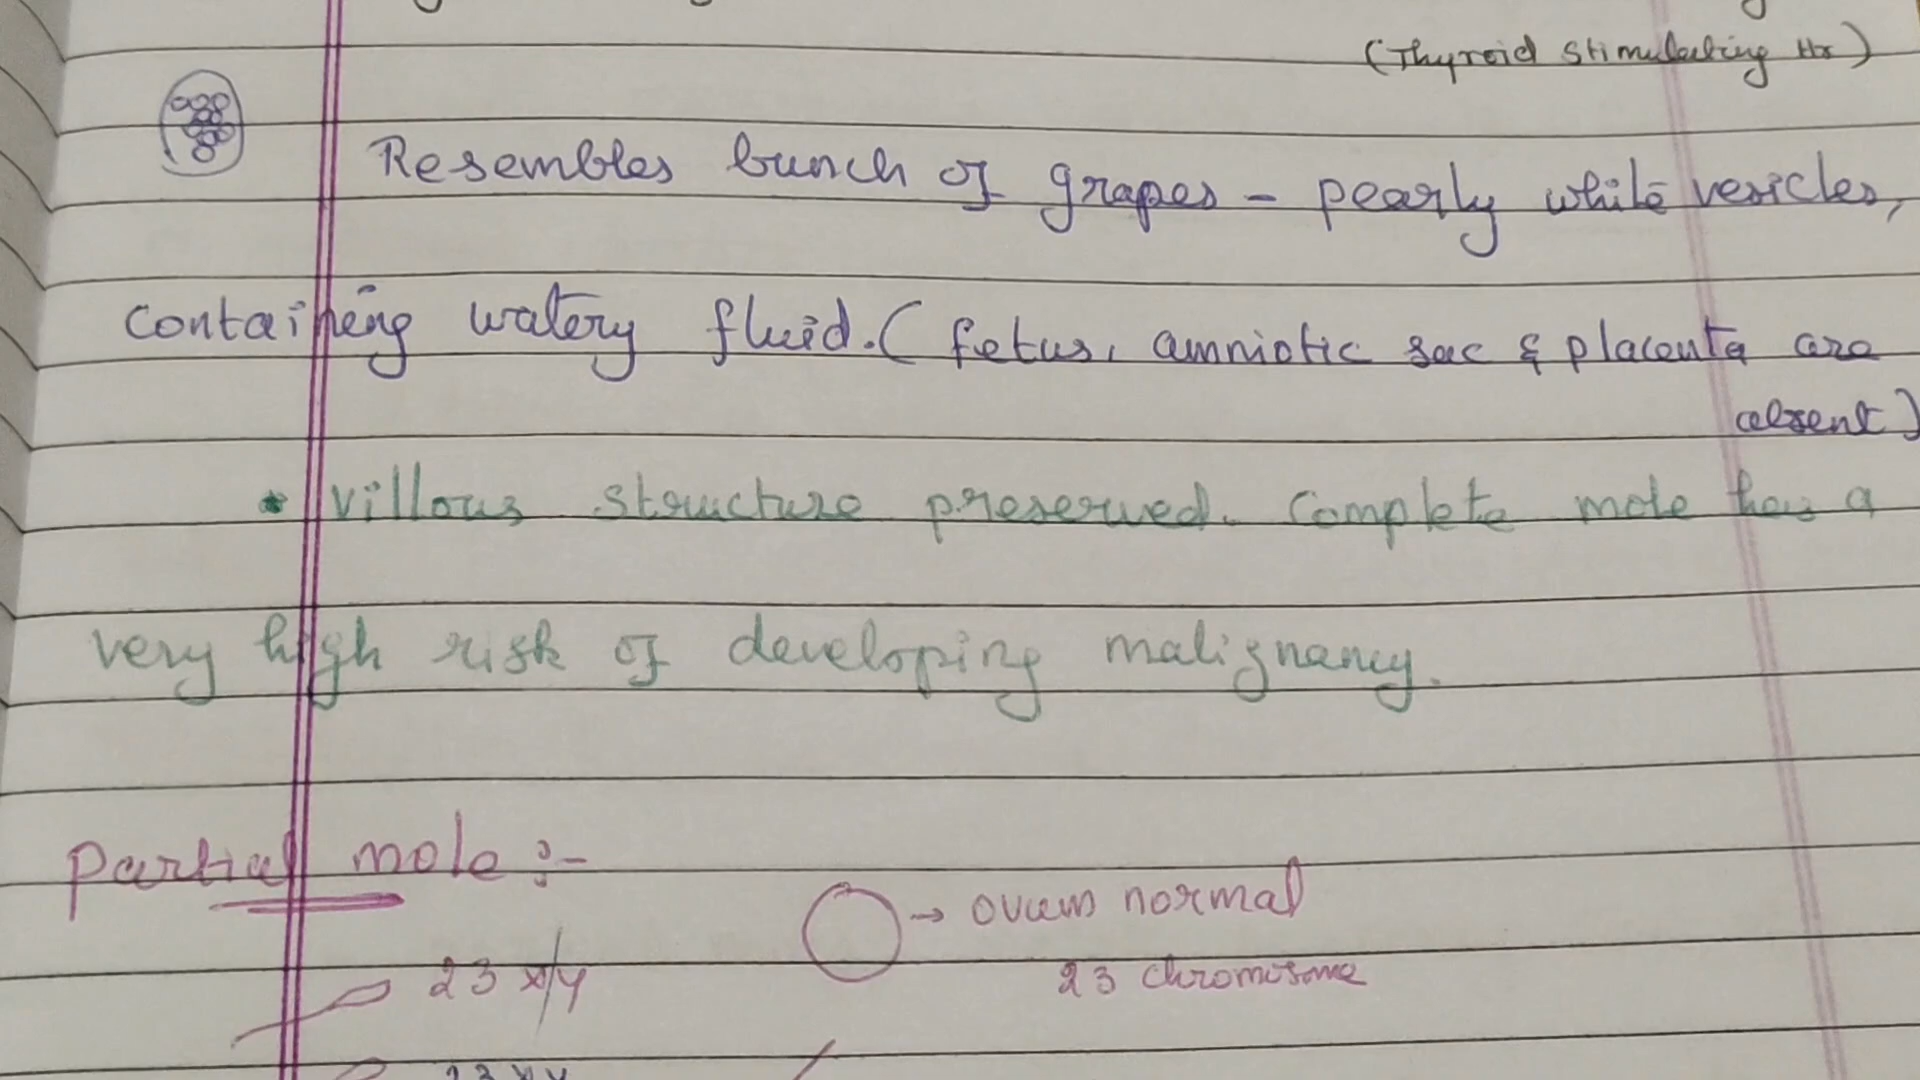 (Thyroid Stimulating Hr)
Resembles bunch of grapes - pearly white vesicles,
containing watery fluid. (fetus, amniotic sac & placenta are
absent)
• villous structure preserved. Complete mole has a
very high risk of developing malignancy.
Partial mole :-
→ ovum normal
23 x/y
23 chromosome